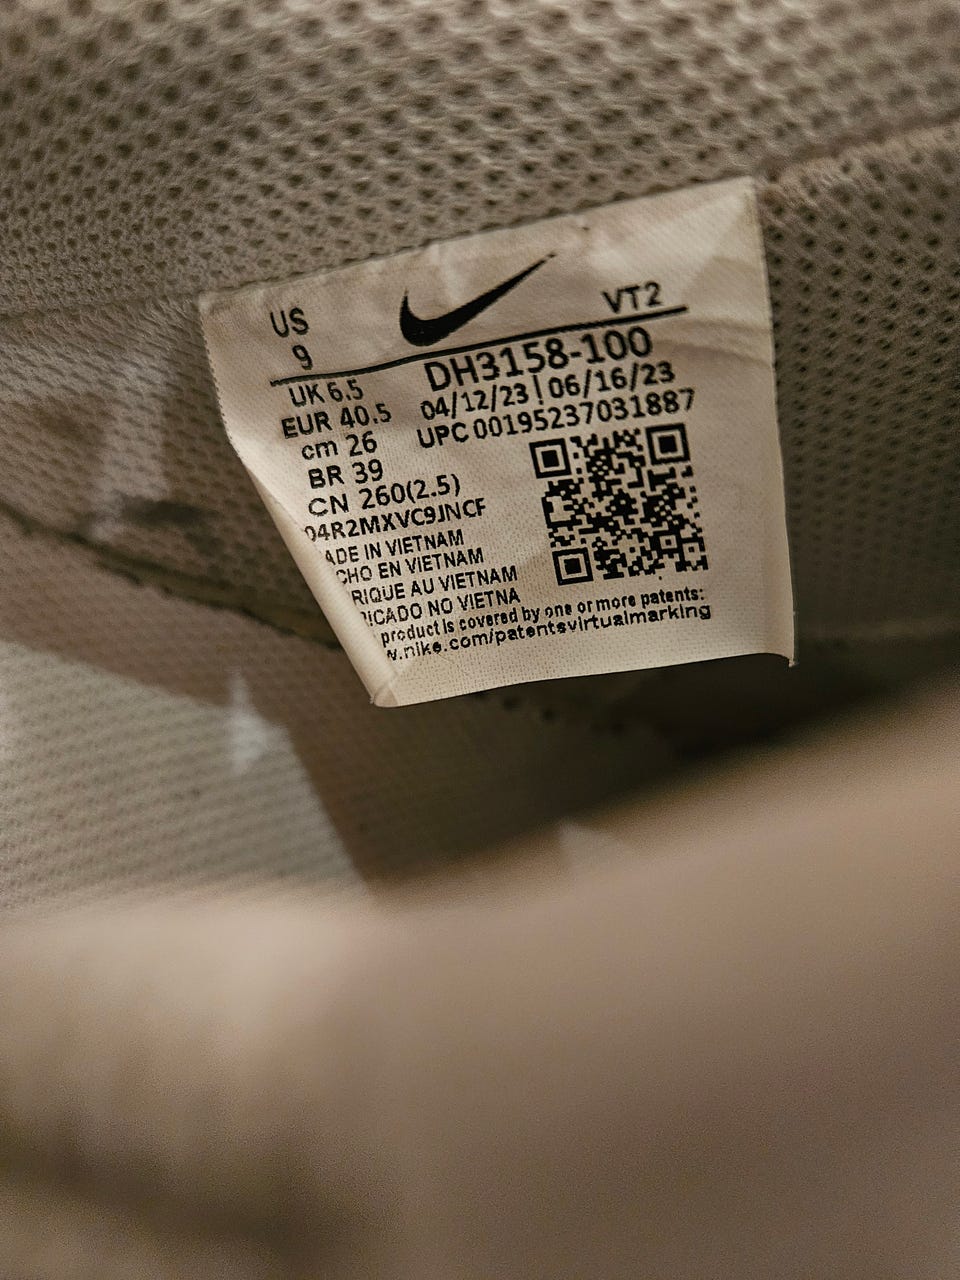 US
9
VT2
UK 6.5
EUR 40.5
cm 26
BR 39
CN 260(2.5)
DH3158-100
04/12/23 | 06/16/23
UPC 00195237031887
04R2MXVC9JNCF
ADE IN VIETNAM
CHO EN VIETNAM
RIQUE AU VIETNAM
RICADO NO VIETNA
product is covered by one or more patents:
w.nike.com/patentsvirtualmarking